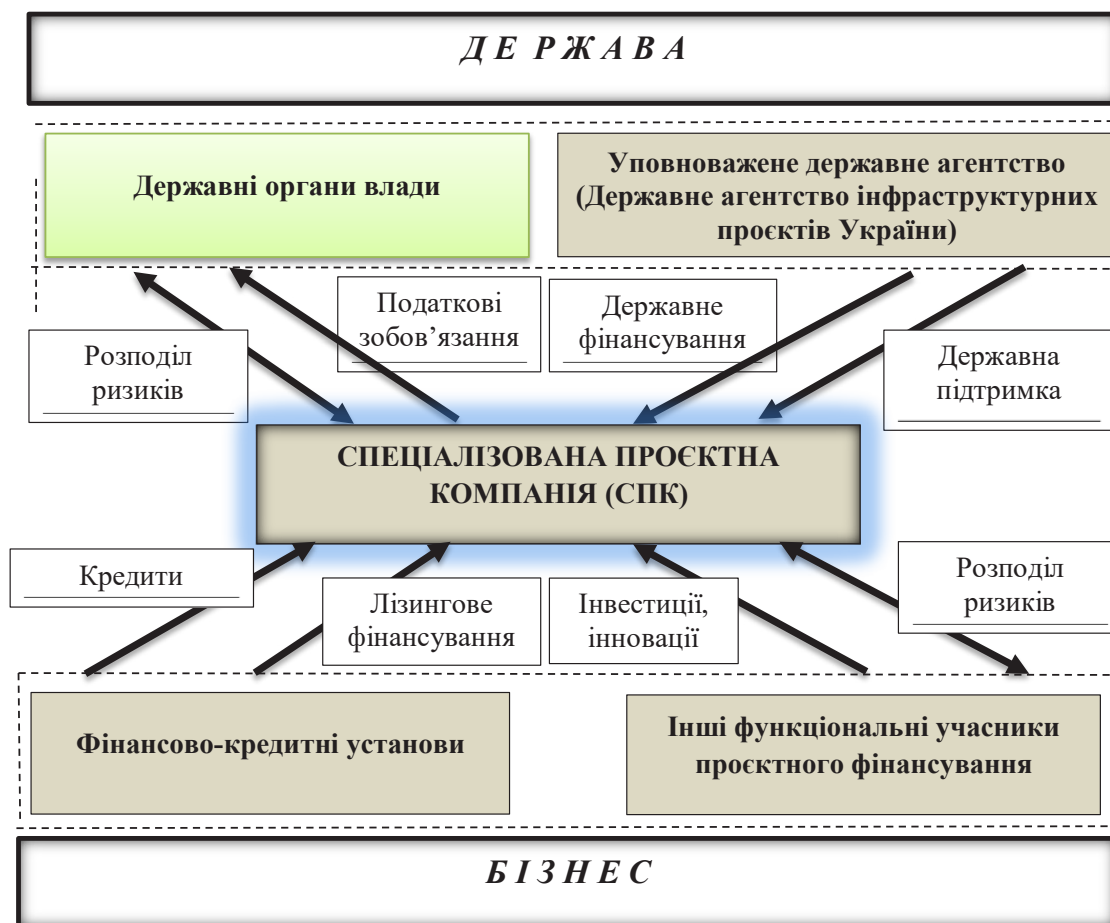 Д Е Р Ж А В А
Державні органи влади
Уповноважене державне агентство
(Державне агентство інфраструктурних
проєктів України)
Розподіл
ризиків
Податкові
зобов’язання
Державне
фінансування
Державна
підтримка
СПЕЦІАЛІЗОВАНА ПРОЄКТНА
КОМПАНІЯ (СПК)
Кредити
Лізингове
фінансування
Інвестиції,
інновації
Розподіл
ризиків
Фінансово-кредитні установи
Інші функціональні учасники
проєктного фінансування
Б І З Н Е С